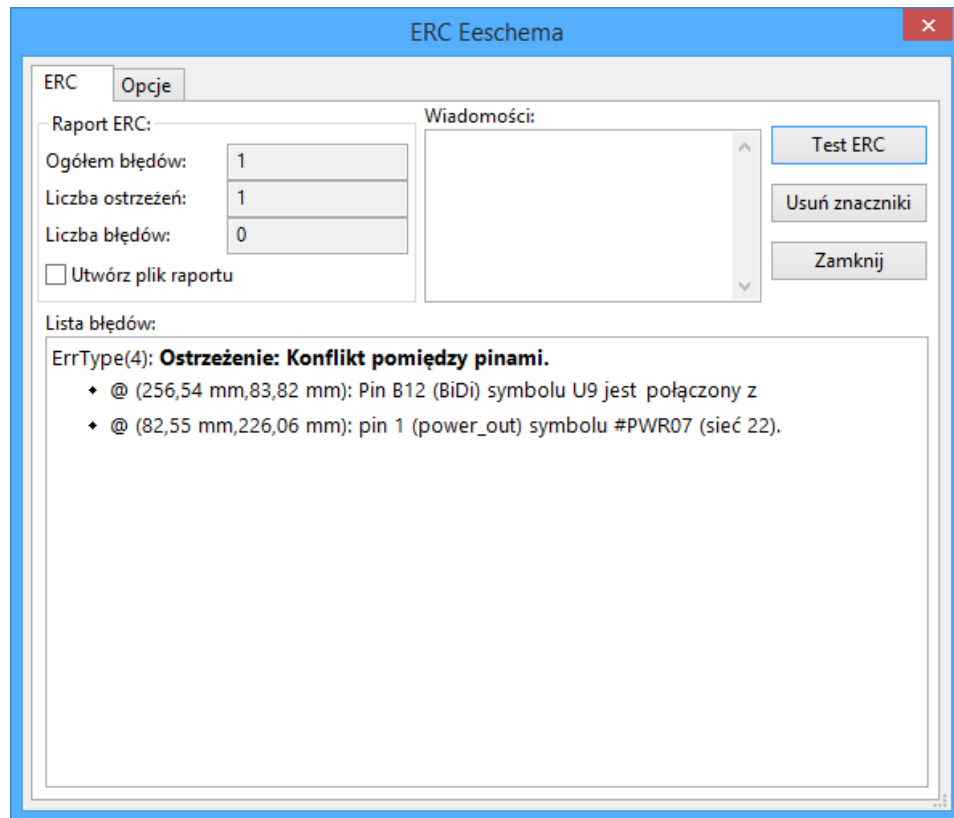 ERC Eeschema
ERC
Opcje
Raport ERC:
Ogółem błędów: 1
Liczba ostrzeżeń: 1
Liczba błędów: 0
Utwórz plik raportu
Wiadomości:
Test ERC
Usuń znaczniki
Zamknij
Lista błędów:
ErrType(4): Ostrzeżenie: Konflikt pomiędzy pinami.
@ (256,54 mm,83,82 mm): Pin B12 (BiDi) symbolu U9 jest połączony z
@ (82,55 mm,226,06 mm): pin 1 (power_out) symbolu #PWR07 (sieć 22).